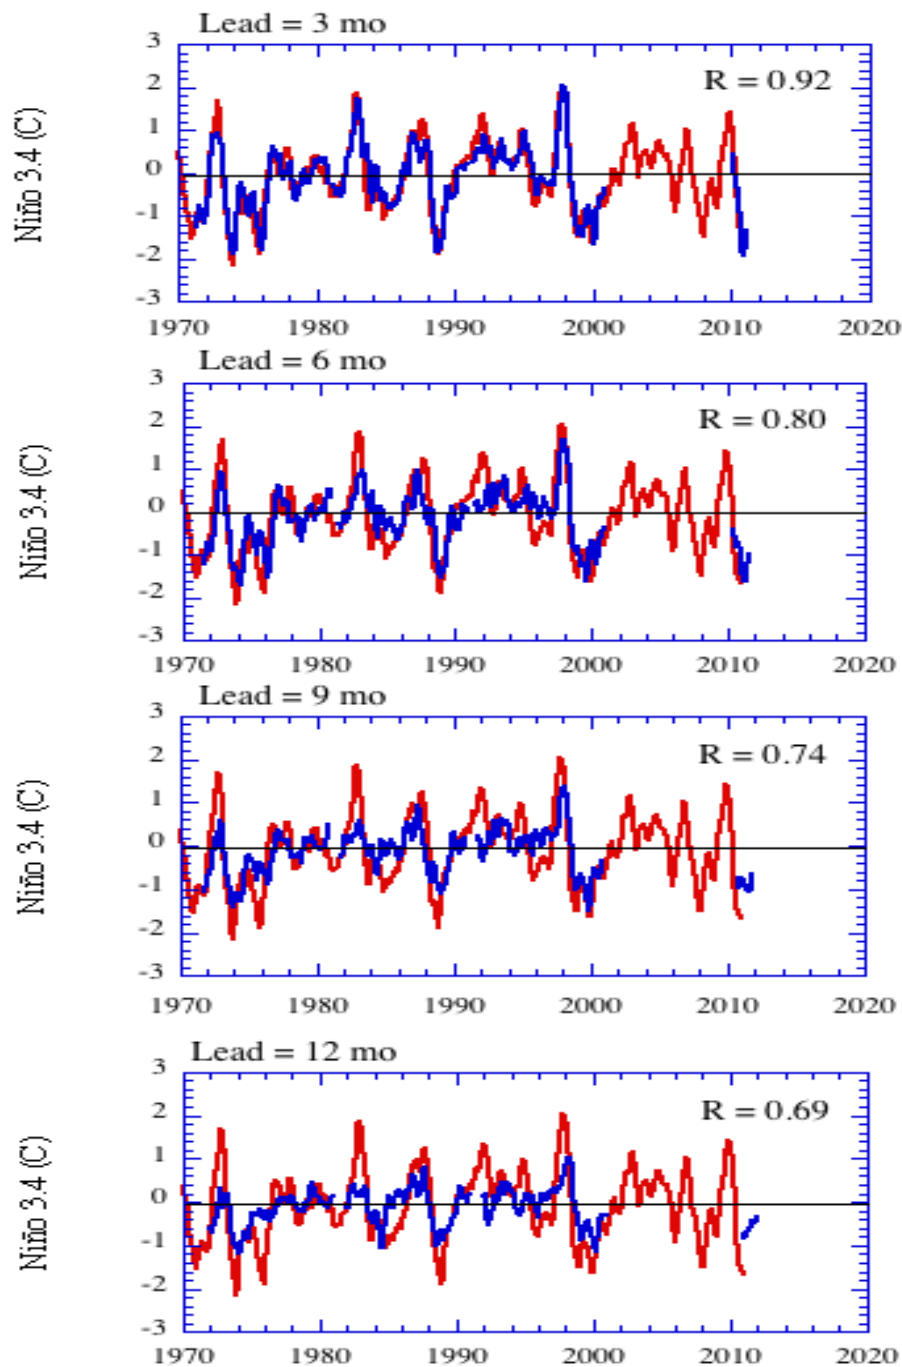 Lead = 3 mo
Niño 3.4 (C)
3
2
1
0
-1
-2
-3
R = 0.92
1970 1980 1990 2000 2010 2020
Lead = 6 mo
Niño 3.4 (C)
3
2
1
0
-1
-2
-3
R = 0.80
1970 1980 1990 2000 2010 2020
Lead = 9 mo
Niño 3.4 (C)
3
2
1
0
-1
-2
-3
R = 0.74
1970 1980 1990 2000 2010 2020
Lead = 12 mo
Niño 3.4 (C)
3
2
1
0
-1
-2
-3
R = 0.69
1970 1980 1990 2000 2010 2020